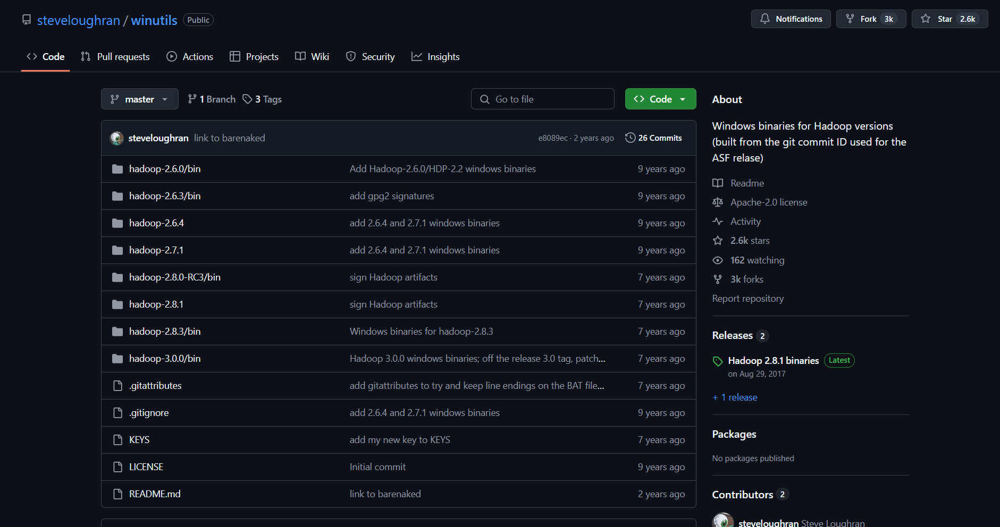 steveloughran / winutils Public
Notifications Fork 3k Star 2.6k
Code Pull requests Actions Projects Wiki Security Insights
master 1 Branch 3 Tags Go to file Code
steveloughran link to barenaked e8089ec · 2 years ago 26 Commits
hadoop-2.6.0/bin Add Hadoop-2.6.0/HDP-2.2 windows binaries 9 years ago
hadoop-2.6.3/bin add gpg2 signatures 9 years ago
hadoop-2.6.4 add 2.6.4 and 2.7.1 windows binaries 9 years ago
hadoop-2.7.1 add 2.6.4 and 2.7.1 windows binaries 9 years ago
hadoop-2.8.0-RC3/bin sign Hadoop artifacts 7 years ago
hadoop-2.8.1 sign Hadoop artifacts 7 years ago
hadoop-2.8.3/bin Windows binaries for hadoop-2.8.3 7 years ago
hadoop-3.0.0/bin Hadoop 3.0.0 windows binaries; off the release 3.0 tag, patch... 7 years ago
.gitattributes add gitattributes to try and keep line endings on the BAT file... 7 years ago
.gitignore add 2.6.4 and 2.7.1 windows binaries 9 years ago
KEYS add my new key to KEYS 7 years ago
LICENSE Initial commit 9 years ago
README.md link to barenaked 2 years ago
About
Windows binaries for Hadoop versions
(built from the git commit ID used for the
ASF relase)
Readme
Apache-2.0 license
Activity
2.6k stars
162 watching
3k forks
Report repository
Releases 2
Hadoop 2.8.1 binaries Latest
on Aug 29, 2017
+ 1 release
Packages
No packages published
Contributors 2
steveloughran Steve Loughran